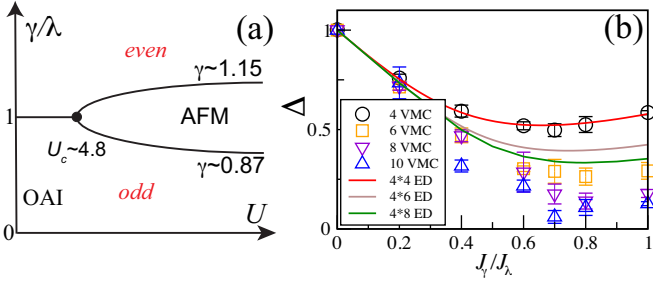 γ/λ
(a)
even
γ~1.15
1
AFM
U_c~4.8
γ~0.87
OAI
odd
U
0
(b)
1
Δ
0.5
4 VMC
6 VMC
8 VMC
10 VMC
4*4 ED
4*6 ED
4*8 ED
0
0.2
0.4
0.6
0.8
1
J_γ/J_λ